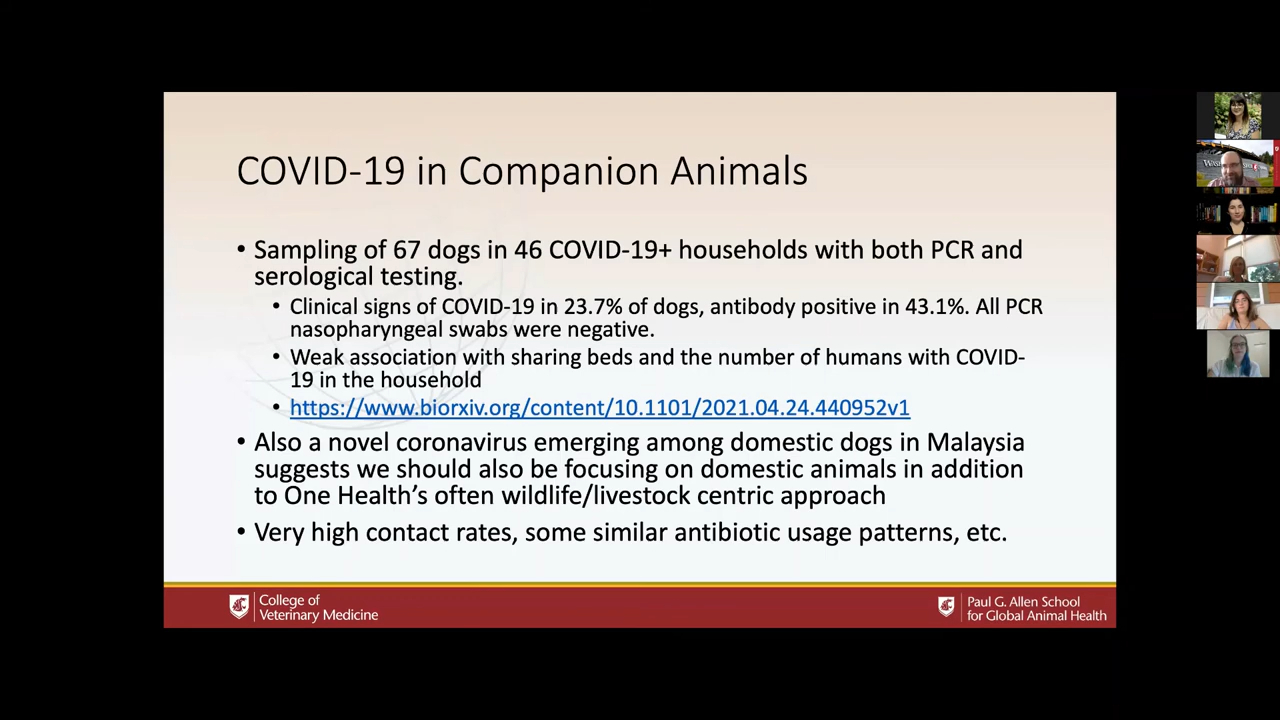 COVID-19 in Companion Animals
• Sampling of 67 dogs in 46 COVID-19+ households with both PCR and
serological testing.
• Clinical signs of COVID-19 in 23.7% of dogs, antibody positive in 43.1%. All PCR
nasopharyngeal swabs were negative.
• Weak association with sharing beds and the number of humans with COVID-
19 in the household
• https://www.biorxiv.org/content/10.1101/2021.04.24.440952v1
• Also a novel coronavirus emerging among domestic dogs in Malaysia
suggests we should also be focusing on domestic animals in addition
to One Health's often wildlife/livestock centric approach
• Very high contact rates, some similar antibiotic usage patterns, etc.
College of
Veterinary Medicine
Paul G. Allen School
for Global Animal Health